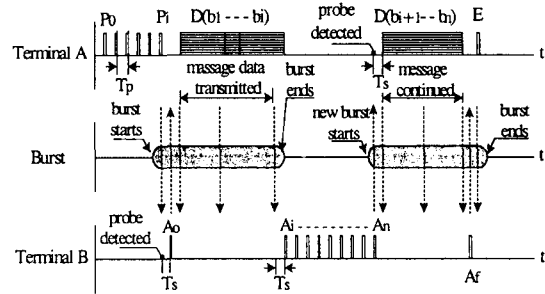 P0 Pi D(b1 ---- bi) D(bi+1-- bn) E
probe detected
Terminal A t
Tp massage data transmitted burst ends Ts message continued
burst starts new burst starts burst ends
Burst t
probe detected Ao Ai ---------- An
Terminal B t
Ts Ts Af